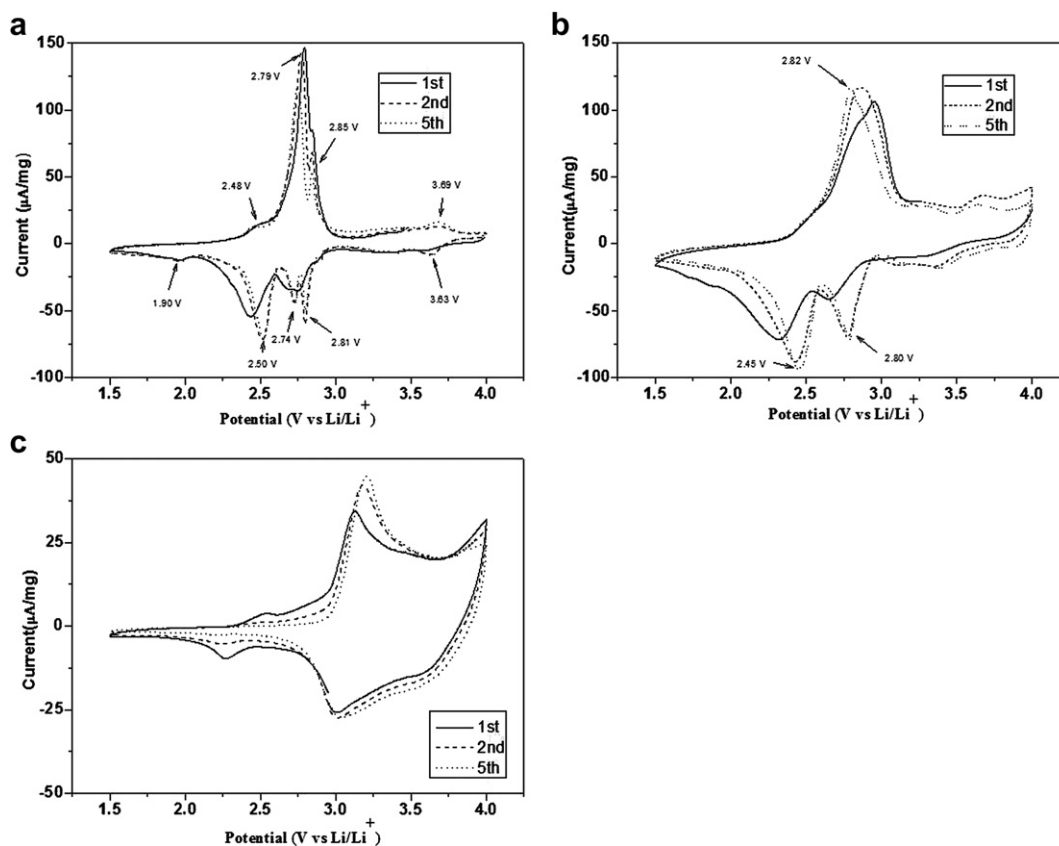 a
150
100
50
0
-50
-100
Current (µA/mg)
2.79 V
2.85 V
2.48 V
3.69 V
1.90 V
2.50 V
2.74 V
2.81 V
3.63 V
1st
2nd
5th
1.5 2.0 2.5 3.0 3.5 4.0
Potential (V vs Li/Li+)
b
150
100
50
0
-50
-100
Current(µA/mg)
2.82 V
2.45 V
2.80 V
1st
2nd
5th
1.5 2.0 2.5 3.0 3.5 4.0
Potential (V vs Li/Li+)
c
50
25
0
-25
-50
Current(µA/mg)
1st
2nd
5th
1.5 2.0 2.5 3.0 3.5 4.0
Potential (V vs Li/Li+)